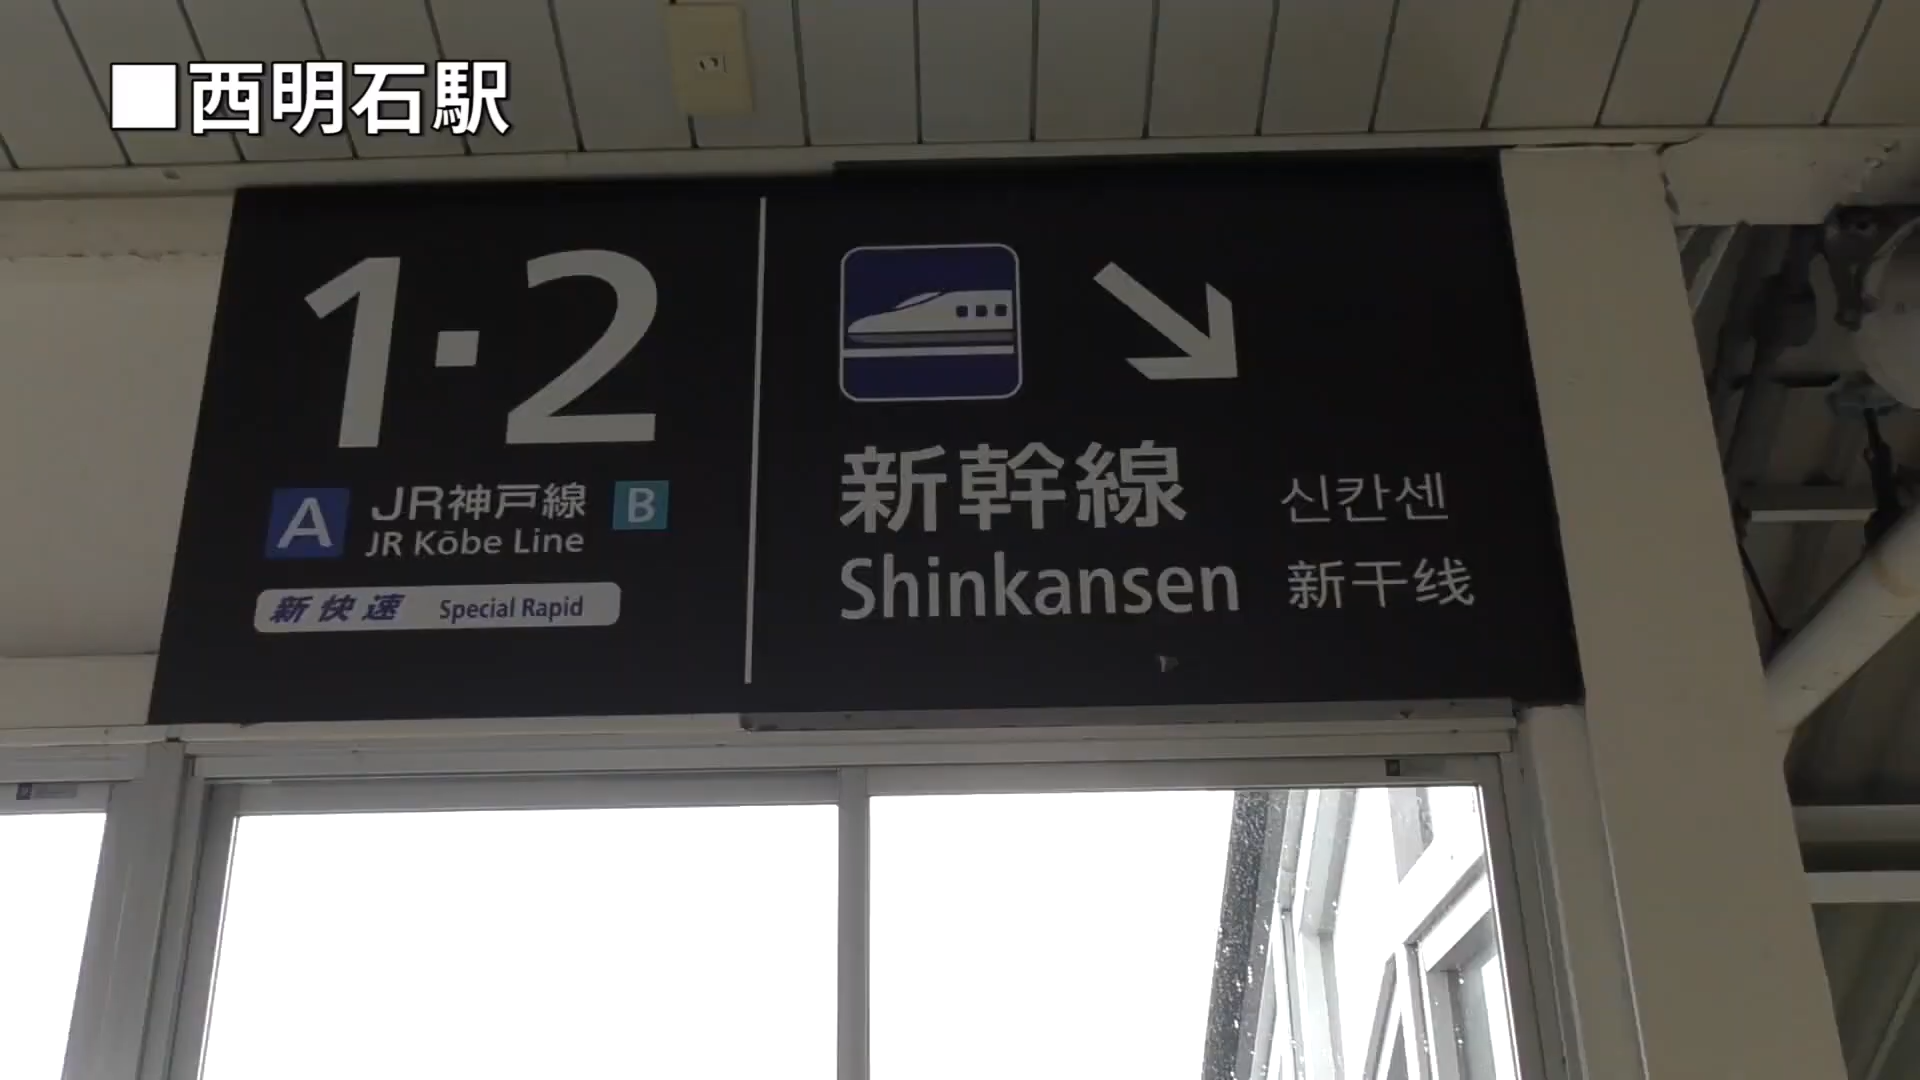 ■西明石駅
1・2
A JR神戸線 B
JR Kōbe Line
新快速 Special Rapid
新幹線 신칸센
Shinkansen 新干线